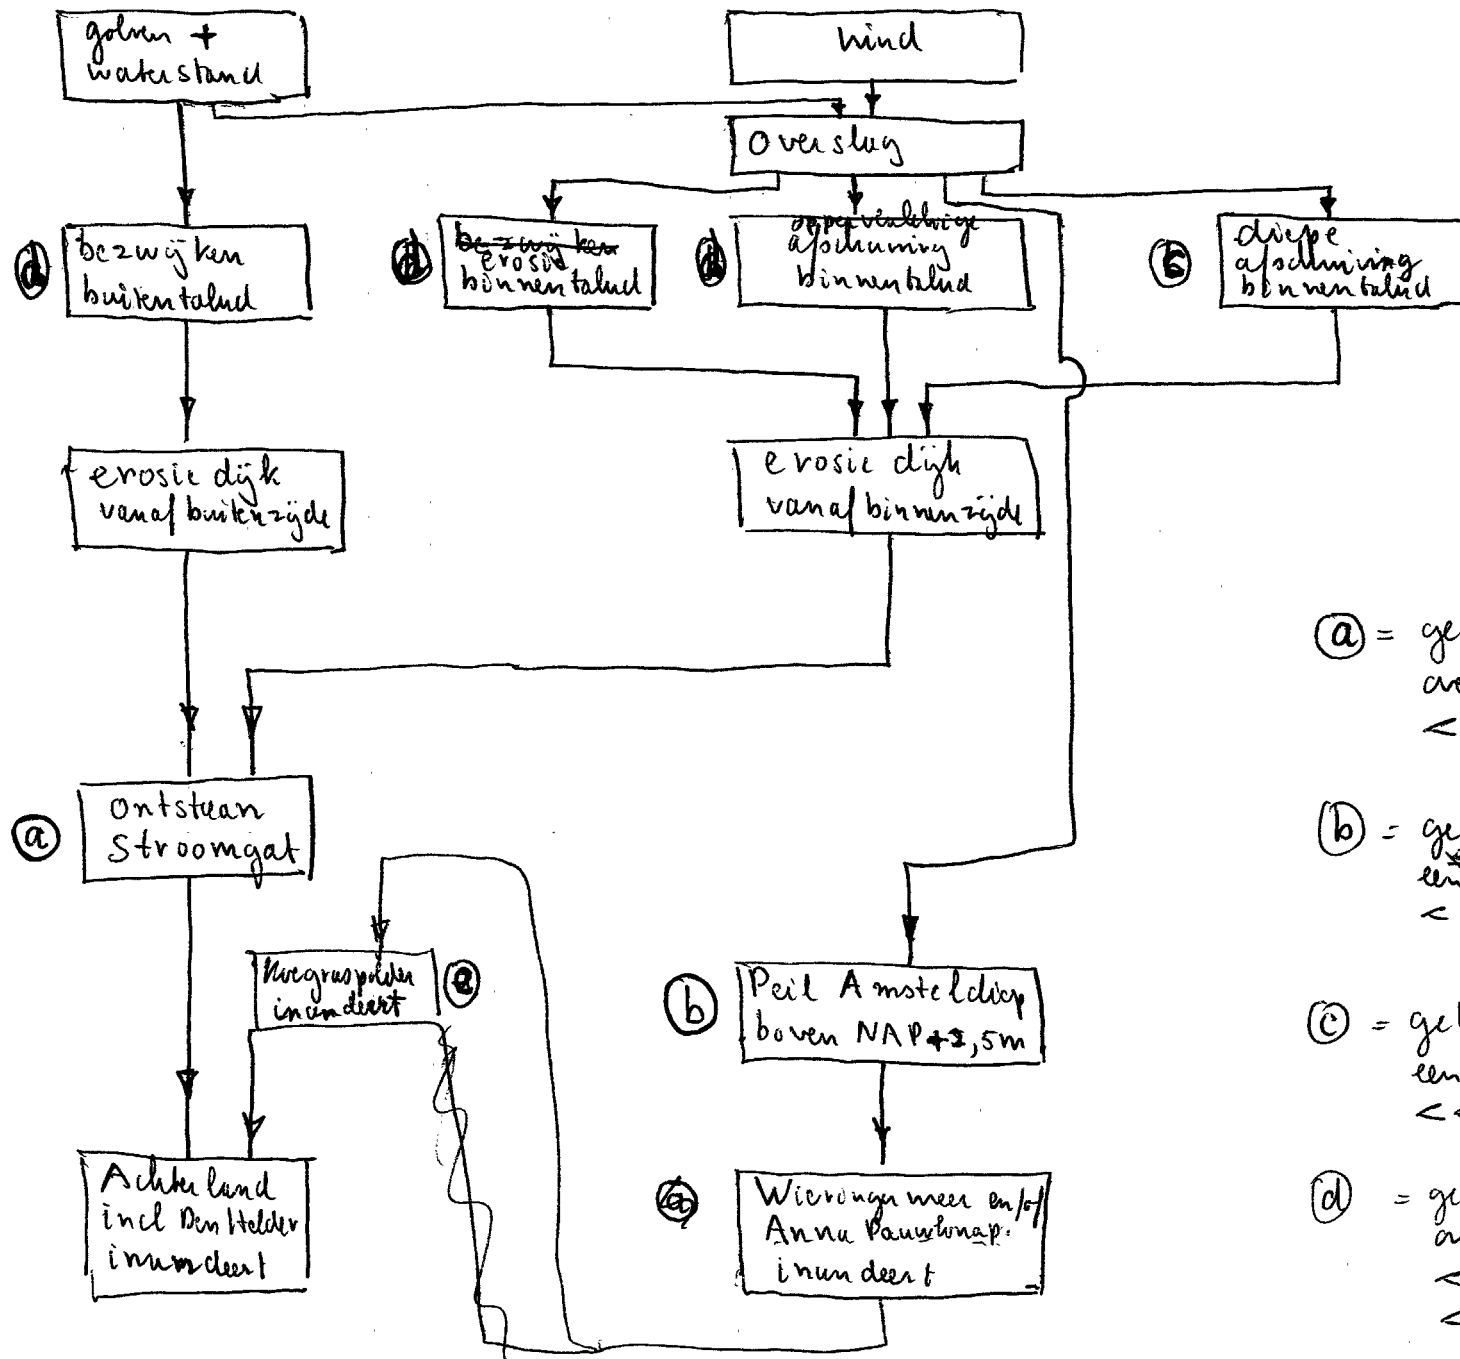 golven +
waterstand
wind
Overslag
d
bezwijken
buitentalud
d
bezwijken
erosie
binnentalud
d
oppervlakkige
afschuiving
binnentalud
diepe
afschuiving
binnentalud
erosie dijk
vanaf buitenzijde
erosie dijk
vanaf binnenzijde
a
Ontstaan
Stroomgat
Koegraspolder
inundeert
b
Peil Amsteldiep
boven NAP + ,5m
Achterland
incl Den Helder
inundeert
Wieringermeer en/of
Anna Paulownap.
inundeert
a = ge
<
b = ge
een
<
c = ge
een
<
d = ge
<
<